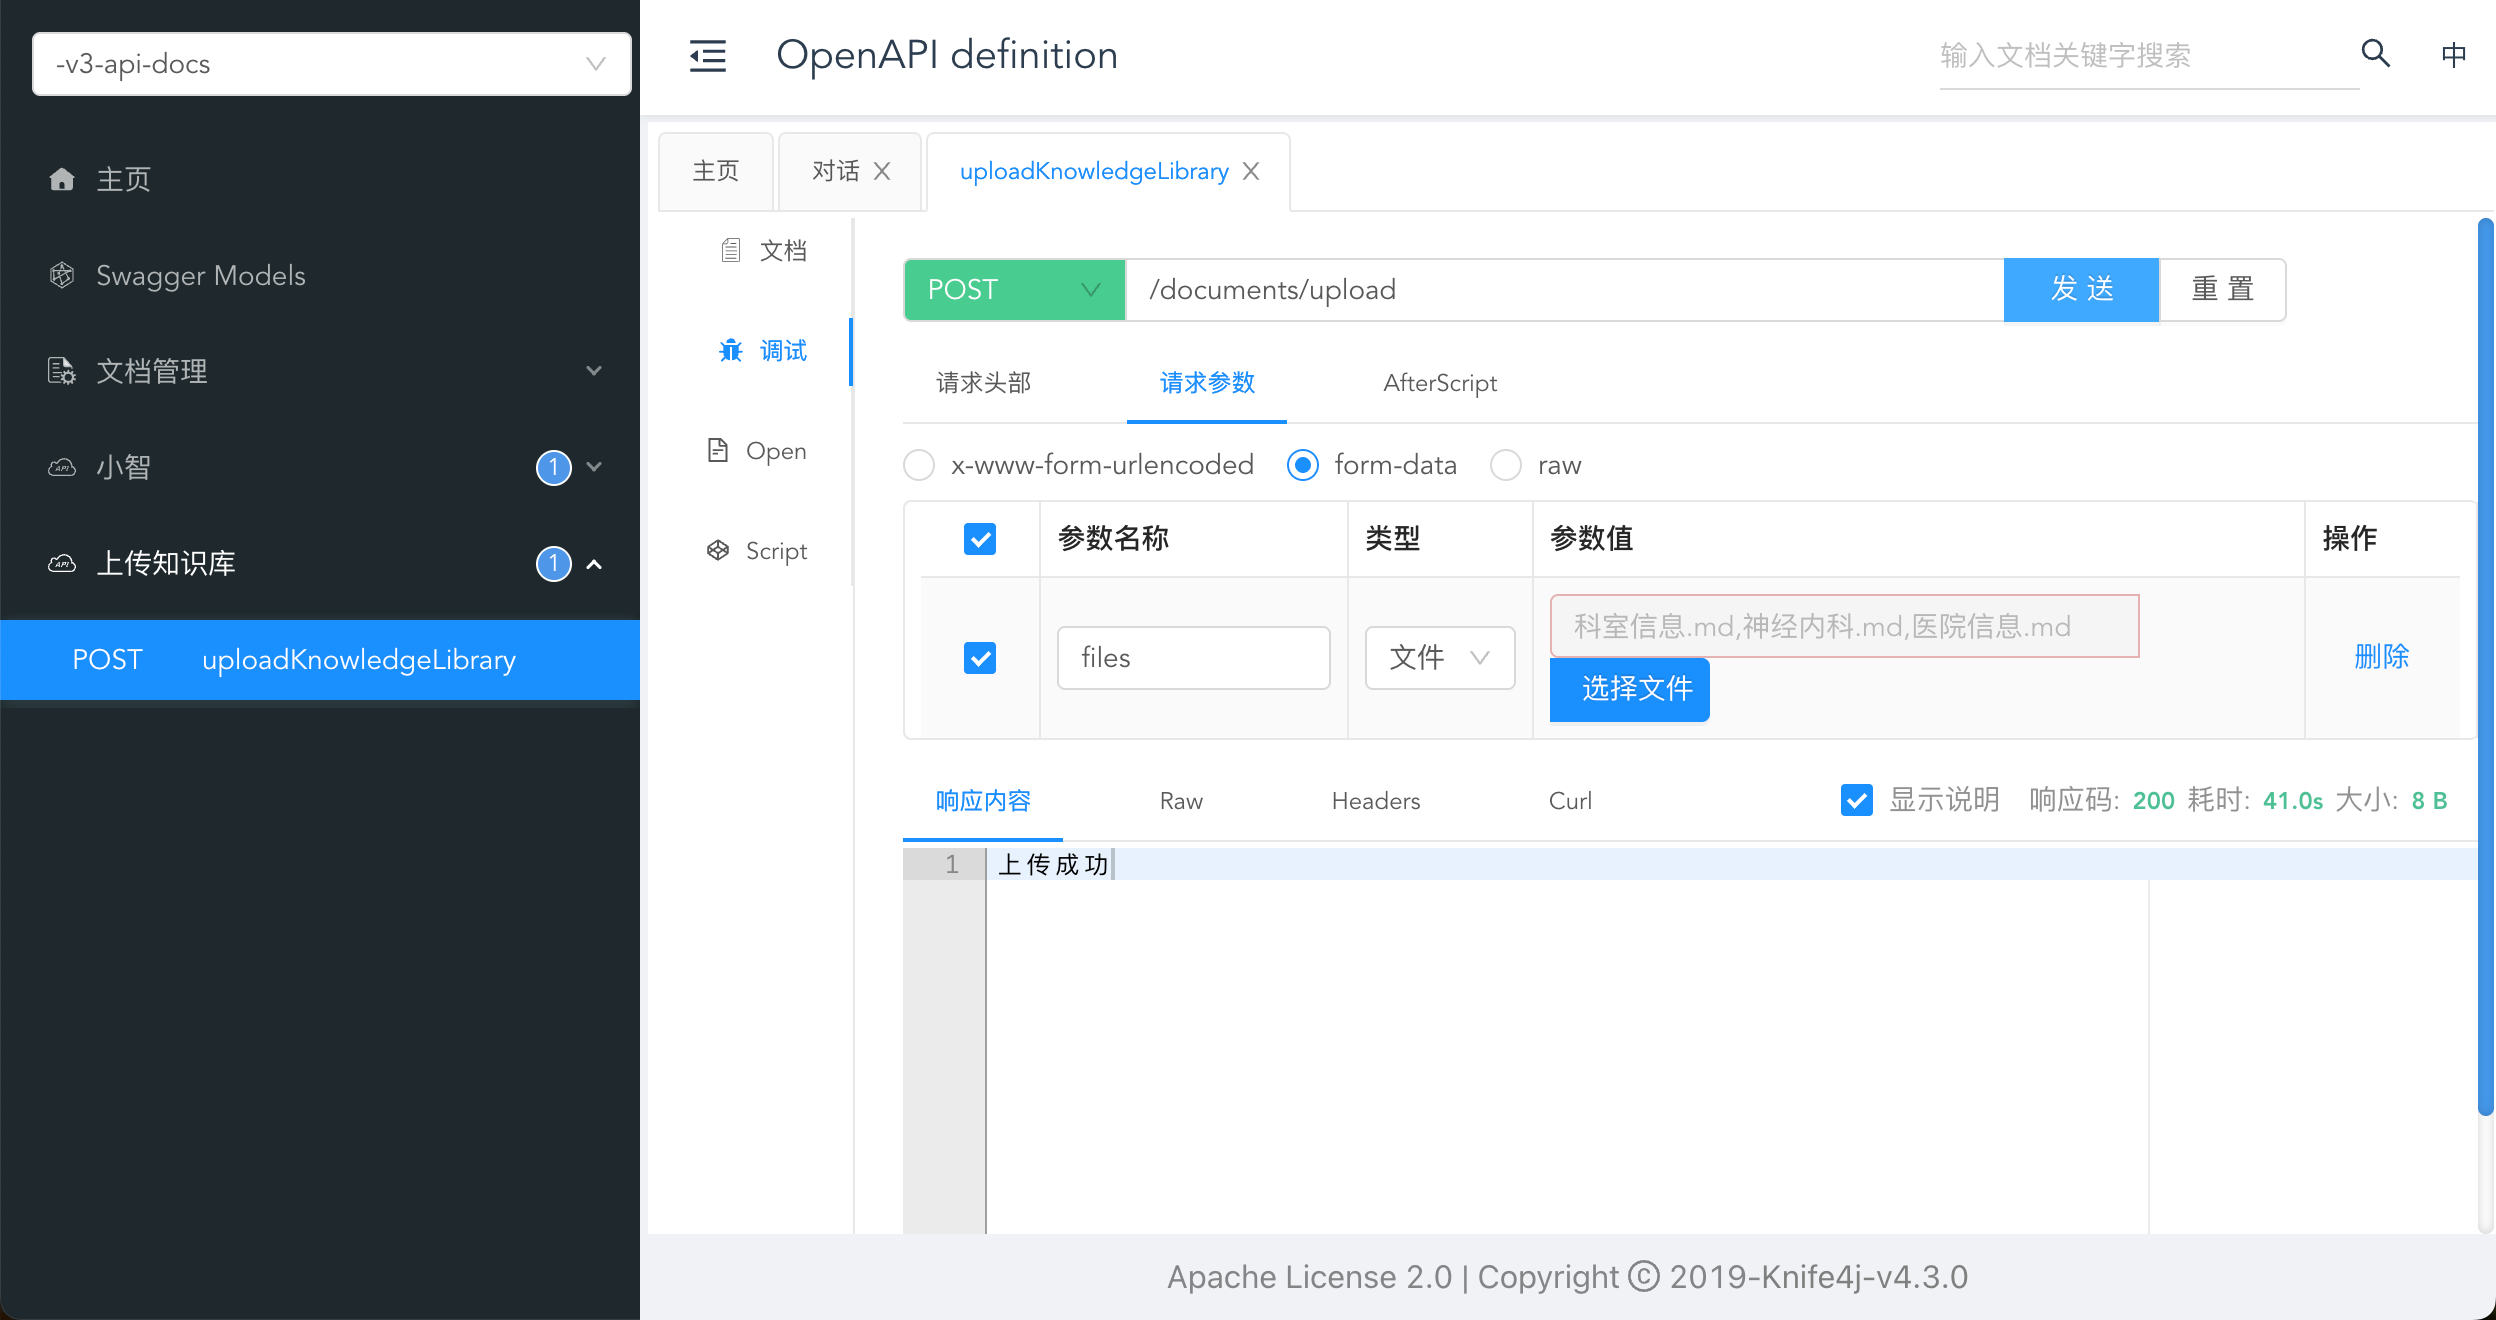 -v3-api-docs
主页
Swagger Models
文档管理
小智 1
上传知识库 1
POST uploadKnowledgeLibrary
OpenAPI definition
输入文档关键字搜索
中
主页 对话 uploadKnowledgeLibrary
文档
调试
Open
Script
POST /documents/upload 发 送 重 置
请求头部 请求参数 AfterScript
x-www-form-urlencoded form-data raw
参数名称 类型 参数值 操作
files 文件 科室信息.md,神经内科.md,医院信息.md 删除
选择文件
响应内容 Raw Headers Curl 显示说明 响应码: 200 耗时: 41.0s 大小: 8 B
1 上传成功
Apache License 2.0 | Copyright © 2019-Knife4j-v4.3.0